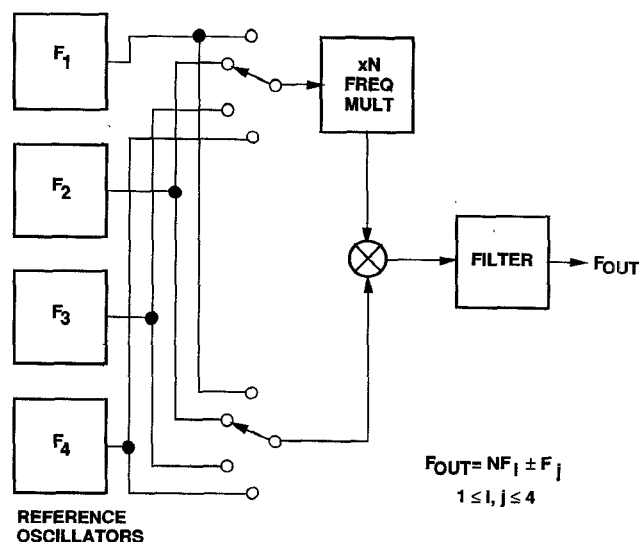 F1
xN
FREQ
MULT
F2
FILTER
FOUT
F3
F4
FOUT = NFI ± Fj
1 ≤ I, j ≤ 4
REFERENCE
OSCILLATORS